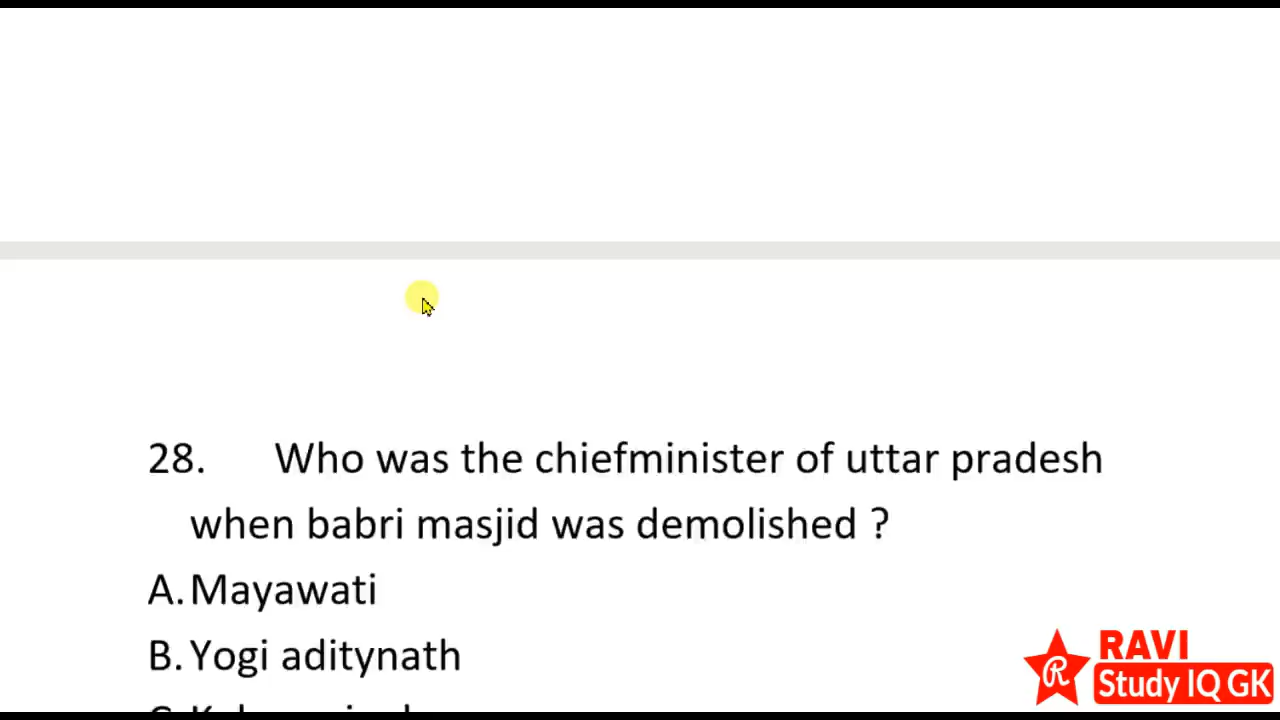 28. Who was the chiefminister of uttar pradesh
when babri masjid was demolished ?
A. Mayawati
B. Yogi aditynath
RAVI
R
Study IQ GK